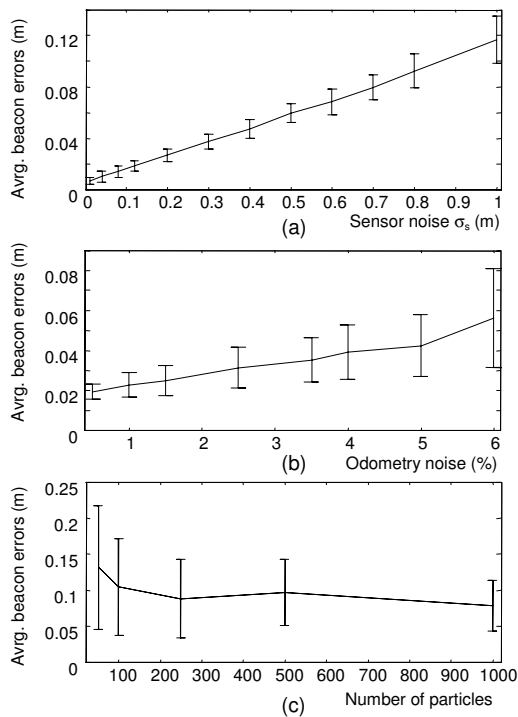 Avrg. beacon errors (m)
0.12
0.08
0.04
0
0 0.1 0.2 0.3 0.4 0.5 0.6 0.7 0.8 0.9 1
Sensor noise σs (m)
(a)
Avrg. beacon errors (m)
0.08
0.06
0.04
0.02
0
1 2 3 4 5 6
Odometry noise (%)
(b)
Avrg. beacon errors (m)
0.25
0.2
0.15
0.1
0.05
0
100 200 300 400 500 600 700 800 900 1000
Number of particles
(c)